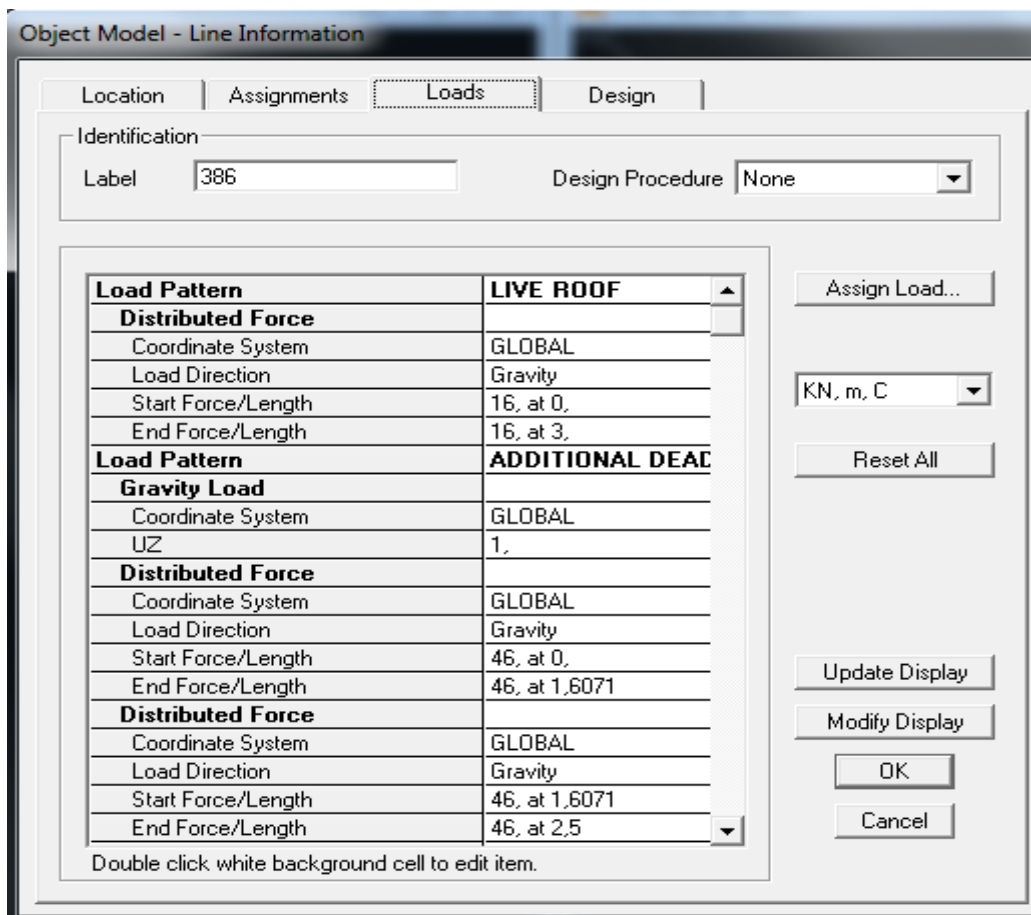 Object Model - Line Information
Location Assignments Loads Design
Identification
Label 386 Design Procedure None
Load Pattern LIVE ROOF
Distributed Force
Coordinate System GLOBAL
Load Direction Gravity
Start Force/Length 16, at 0,
End Force/Length 16, at 3,
Load Pattern ADDITIONAL DEAD
Gravity Load
Coordinate System GLOBAL
UZ 1,
Distributed Force
Coordinate System GLOBAL
Load Direction Gravity
Start Force/Length 46, at 0,
End Force/Length 46, at 1,6071
Distributed Force
Coordinate System GLOBAL
Load Direction Gravity
Start Force/Length 46, at 1,6071
End Force/Length 46, at 2,5
Double click white background cell to edit item.
Assign Load...
KN, m, C
Reset All
Update Display
Modify Display
OK
Cancel